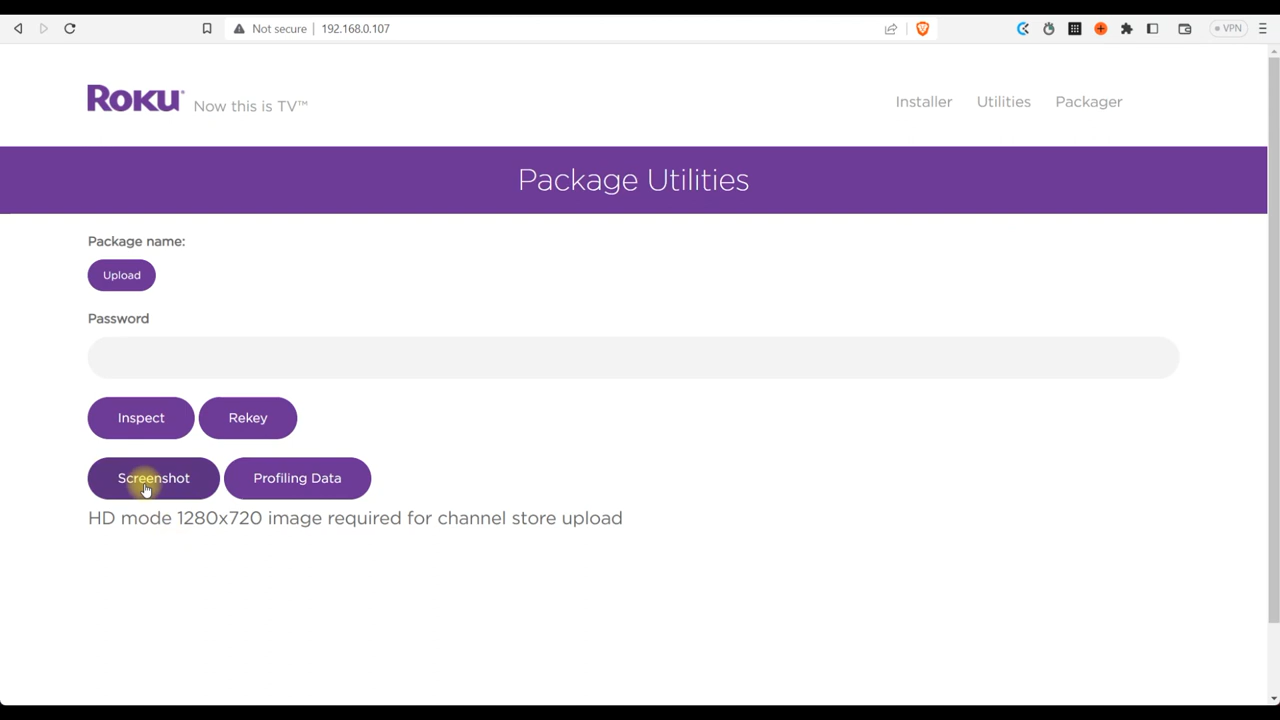 Not secure 192.168.0.107
VPN
Roku® Now this is TV™
Installer Utilities Packager
Package Utilities
Package name:
Upload
Password
Inspect Rekey
Screenshot Profiling Data
HD mode 1280x720 image required for channel store upload